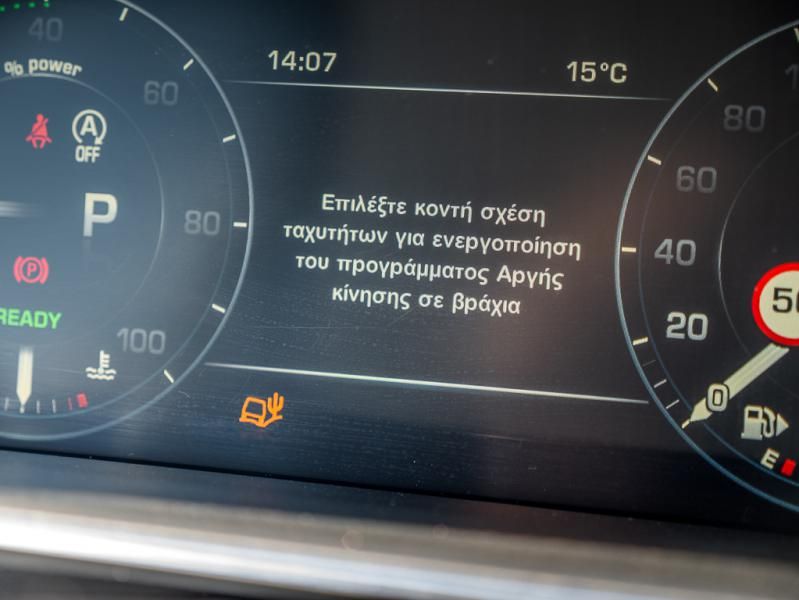 40
% power
60
80
100
A
OFF
P
P
READY
14:07
15°C
Επιλέξτε κοντή σχέση
ταχυτήτων για ενεργοποίηση
του προγράμματος Αργής
κίνησης σε βράχια
80
60
40
20
0
E